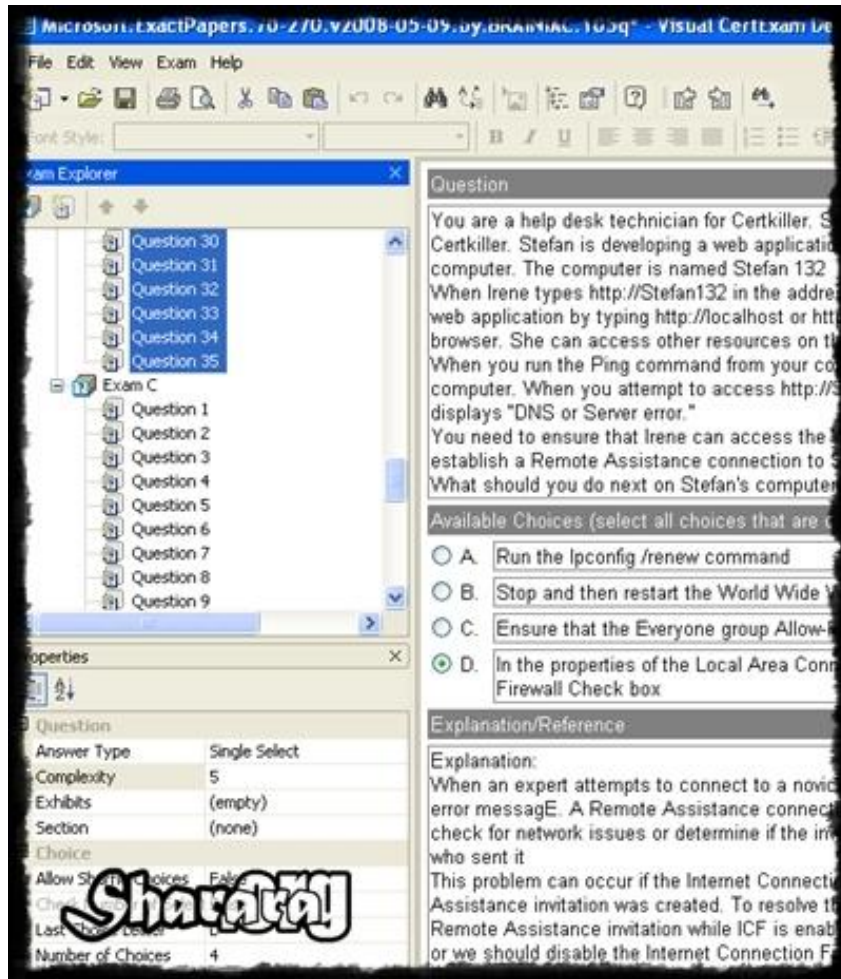 Microsoft.ExactPapers.70-270.v2008-05-09.by.BRAINIAC.105q* - Visual CertExam De
File Edit View Exam Help
Font Style:
B I U
Exam Explorer
Question 30
Question 31
Question 32
Question 33
Question 34
Question 35
Exam C
Question 1
Question 2
Question 3
Question 4
Question 5
Question 6
Question 7
Question 8
Question 9
Properties
Question
Answer Type Single Select
Complexity 5
Exhibits (empty)
Section (none)
Choice
Allow Choices False
Last
Number of Choices 4
Question
You are a help desk technician for Certkiller. S
Certkiller. Stefan is developing a web applicatio
computer. The computer is named Stefan 132
When Irene types http://Stefan132 in the addre
web application by typing http://localhost or htt
browser. She can access other resources on t
When you run the Ping command from your co
computer. When you attempt to access http://S
displays "DNS or Server error."
You need to ensure that Irene can access the
establish a Remote Assistance connection to S
What should you do next on Stefan's computer
Available Choices (select all choices that are c
A. Run the Ipconfig /renew command
B. Stop and then restart the World Wide W
C. Ensure that the Everyone group Allow-
D. In the properties of the Local Area Conn
Firewall Check box
Explanation/Reference
Explanation:
When an expert attempts to connect to a novic
error messagE. A Remote Assistance connect
check for network issues or determine if the in
who sent it
This problem can occur if the Internet Connecti
Assistance invitation was created. To resolve t
Remote Assistance invitation while ICF is enab
or we should disable the Internet Connection F